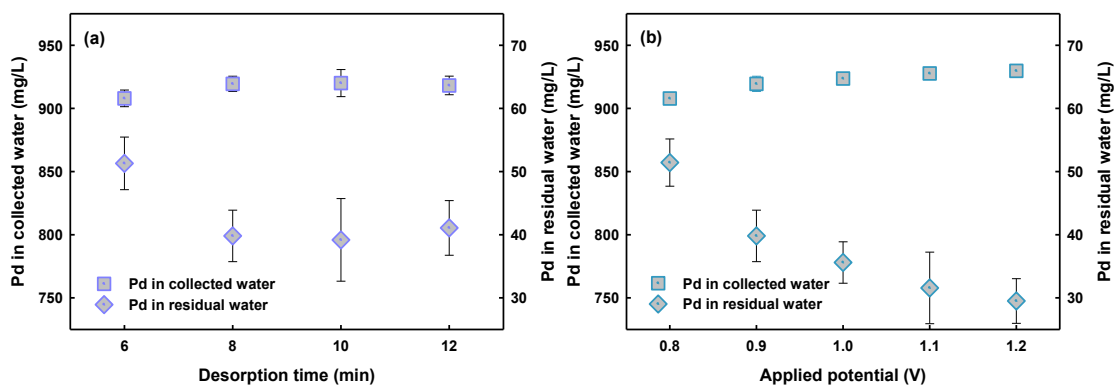 (a)
Pd in collected water (mg/L)
950
900
850
800
750
70
60
50
40
30
Pd in residual water (mg/L)
Pd in collected water
Pd in residual water
6
8
10
12
Desorption time (min)
(b)
Pd in collected water (mg/L)
950
900
850
800
750
70
60
50
40
30
Pd in residual water (mg/L)
Pd in collected water
Pd in residual water
0.8
0.9
1.0
1.1
1.2
Applied potential (V)